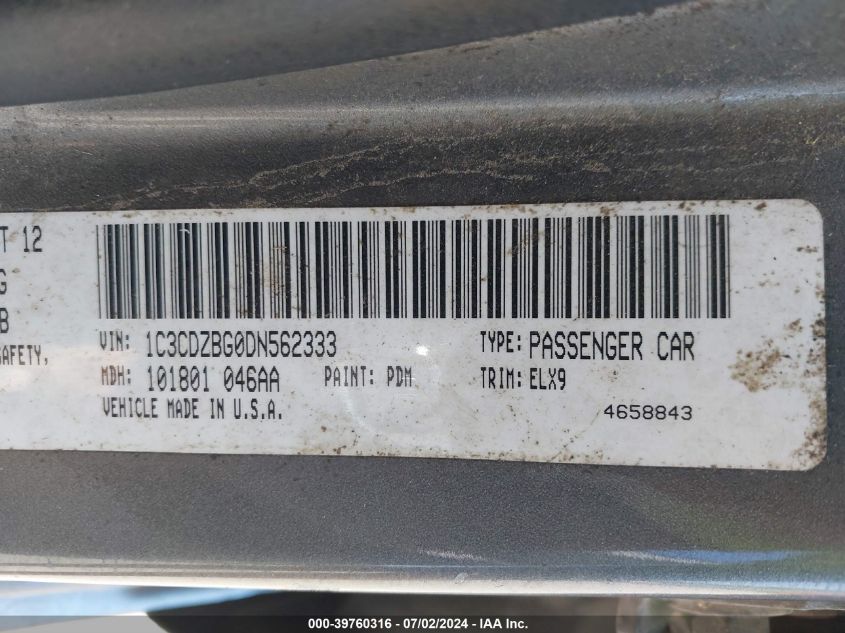 T 12
G
B
SAFETY,
VIN: 1C3CDZBG0DN562333 TYPE: PASSENGER CAR
MDH: 101801 046AA PAINT: PDM TRIM: ELX9
VEHICLE MADE IN U.S.A. 4658843
000-39760316 - 07/02/2024 - IAA Inc.